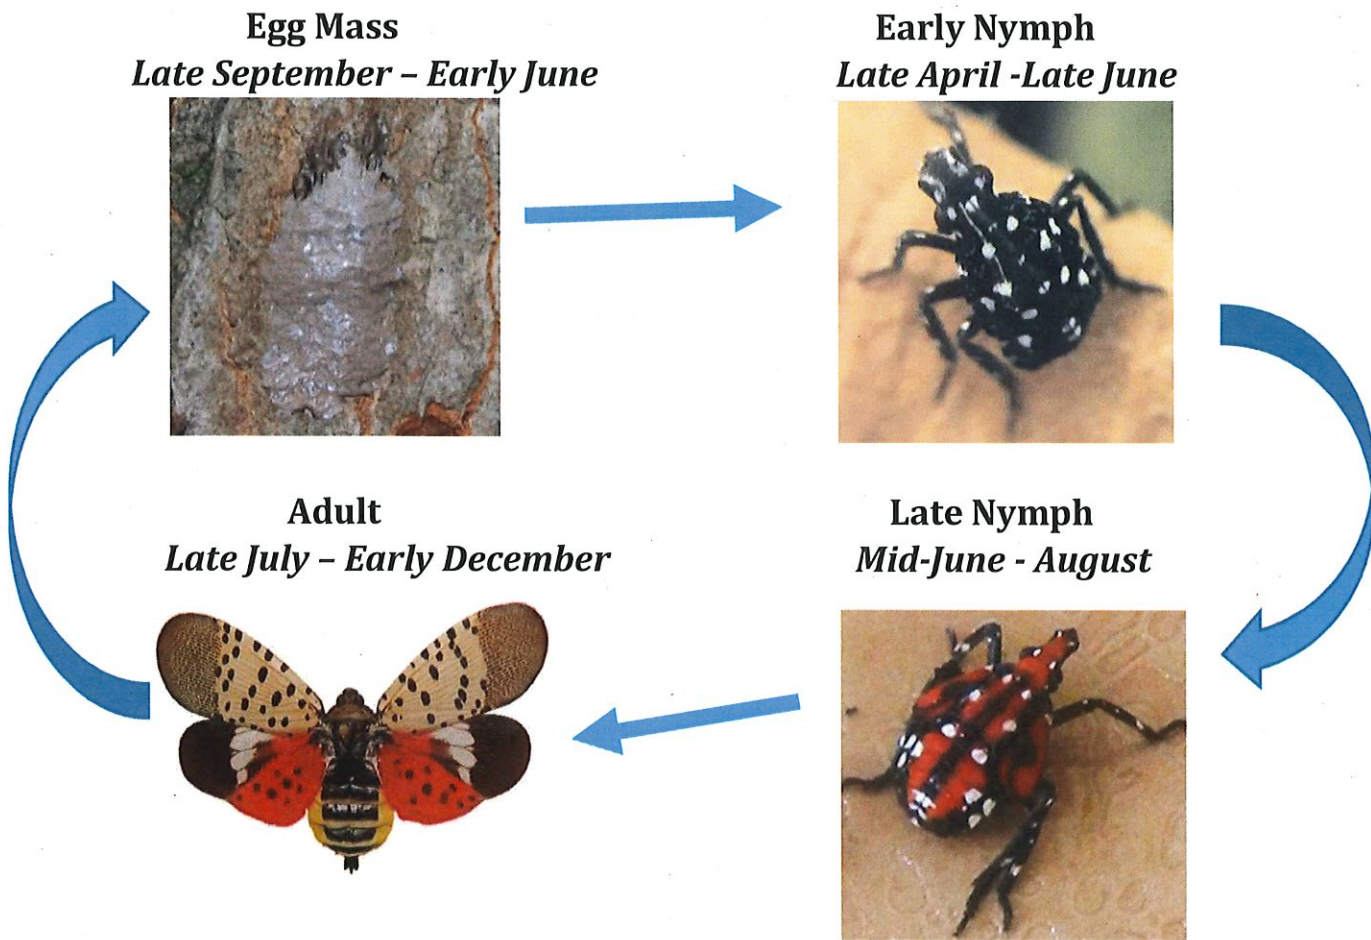 Egg Mass
Late September – Early June
Early Nymph
Late April -Late June
Adult
Late July – Early December
Late Nymph
Mid-June - August